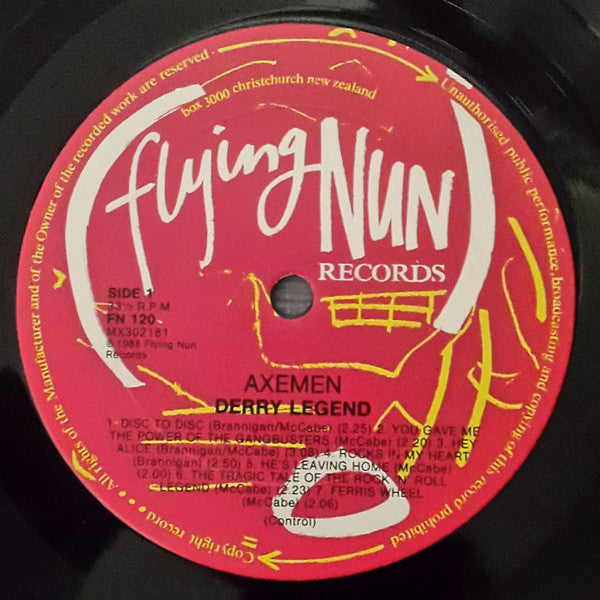 All rights of the Manufacturer and of the Owner of the recorded work are reserved
Unauthorised public performance, broadcasting and copying of this record prohibited
Copyright record
box 3000 christchurch new zealand
flying NUN
RECORDS
SIDE 1
33⅓ R.P.M.
FN 120
MX302181
℗ 1988 Flying Nun
Records
AXEMEN
DERRY LEGEND
1. DISC TO DISC (Brannigan/McCabe) (2.25) 2. YOU GAVE ME
THE POWER OF THE GANGBUSTERS (McCabe) (2.20) 3. HEY
ALICE (Brannigan/McCabe) (3.08) 4. ROCKS IN MY HEART
(Brannigan) (2.50) 5. HE'S LEAVING HOME (McCabe)
(2.00) 6. THE TRAGIC TALE OF THE ROCK 'N' ROLL
LEGEND (McCabe) (2.23) 7. FERRIS WHEEL
(McCabe) (2.06)
(Control)